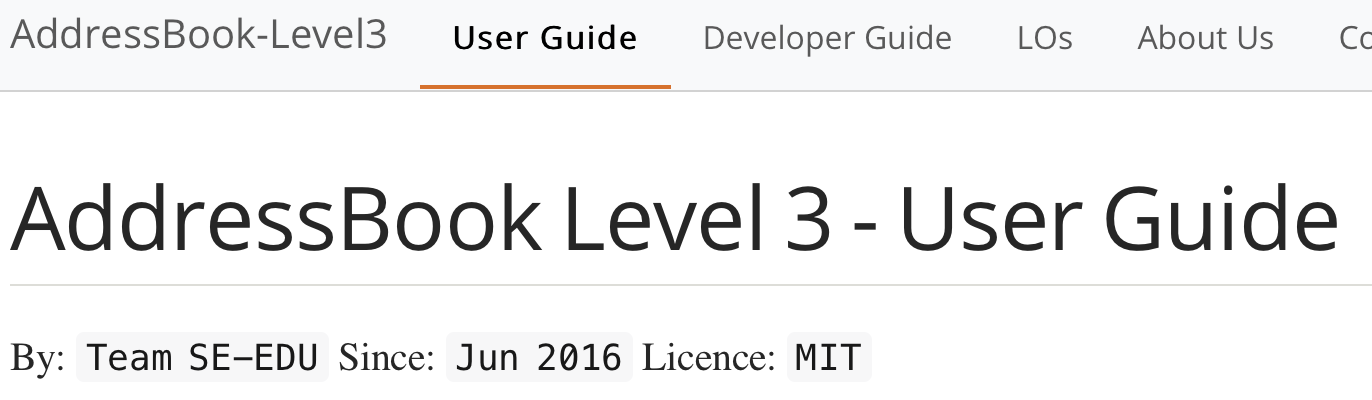 AddressBook-Level3 User Guide Developer Guide LOs About Us
AddressBook Level 3 - User Guide
By: Team SE-EDU Since: Jun 2016 Licence: MIT